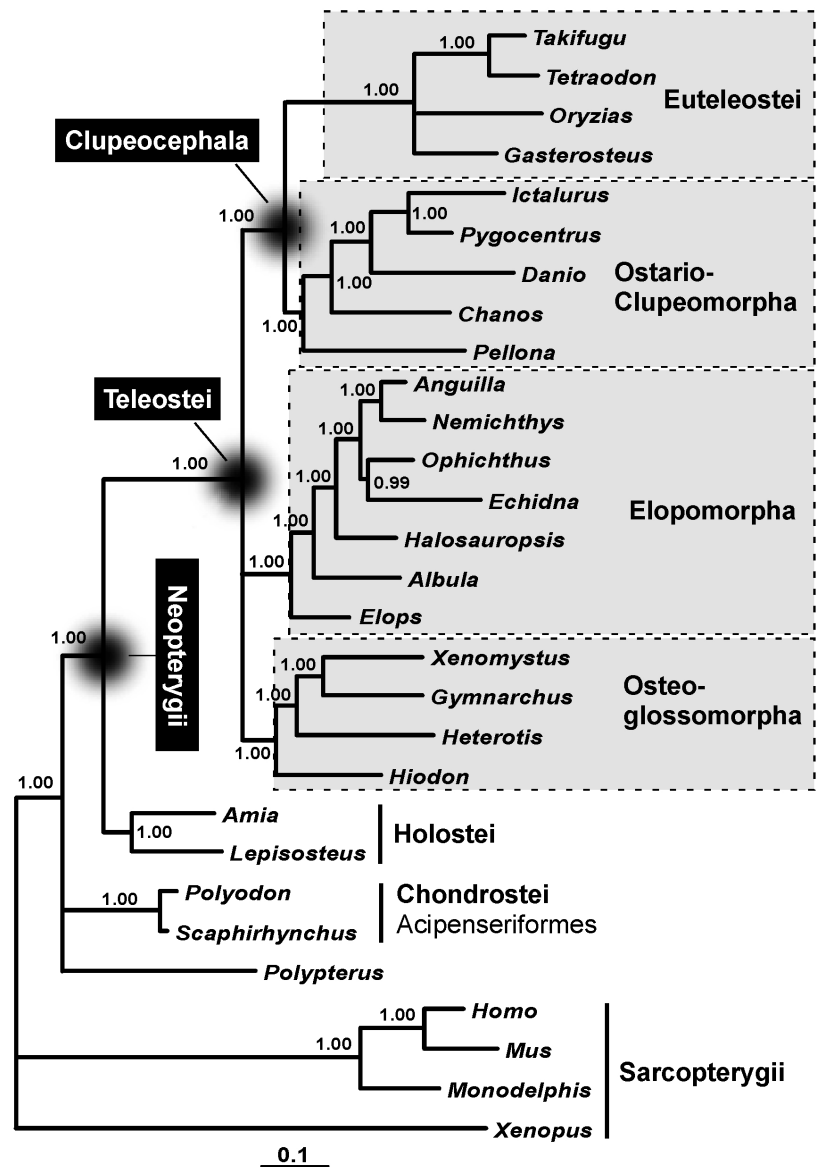 1.00
Takifugu
Tetraodon
1.00
Oryzias
Gasterosteus
Euteleostei
Clupeocephala
1.00
Ictalurus
1.00
Pygocentrus
1.00
Danio
1.00
Chanos
1.00
Pellona
Ostario-
Clupeomorpha
Teleostei
1.00
1.00
Anguilla
Nemichthys
1.00
Ophichthus
0.99
Echidna
1.00
Halosauropsis
1.00
Albula
1.00
Elops
Elopomorpha
Neopterygii
1.00
1.00
Xenomystus
Gymnarchus
1.00
Heterotis
1.00
Hiodon
Osteo-
glossomorpha
1.00
Amia
1.00
Lepisosteus
Holostei
1.00
Polyodon
Scaphirhynchus
Chondrostei
Acipenseriformes
Polypterus
1.00
Homo
1.00
Mus
Monodelphis
Xenopus
Sarcopterygii
0.1